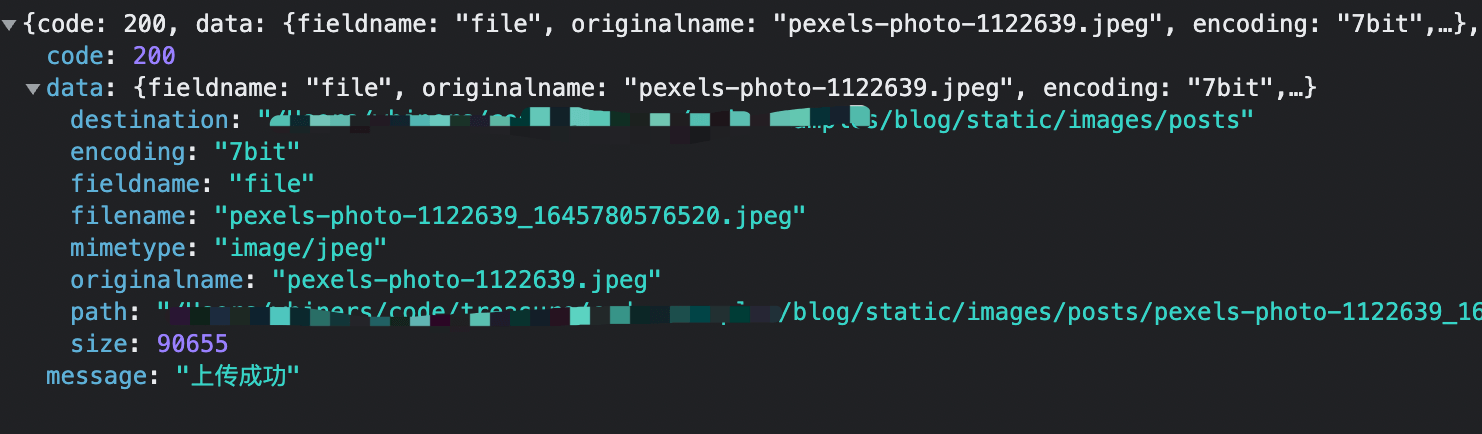 {code: 200, data: {fieldname: "file", originalname: "pexels-photo-1122639.jpeg", encoding: "7bit",…},
code: 200
data: {fieldname: "file", originalname: "pexels-photo-1122639.jpeg", encoding: "7bit",…}
destination: "/blog/static/images/posts"
encoding: "7bit"
fieldname: "file"
filename: "pexels-photo-1122639_1645780576520.jpeg"
mimetype: "image/jpeg"
originalname: "pexels-photo-1122639.jpeg"
path: "/blog/static/images/posts/pexels-photo-1122639_16
size: 90655
message: "上传成功"